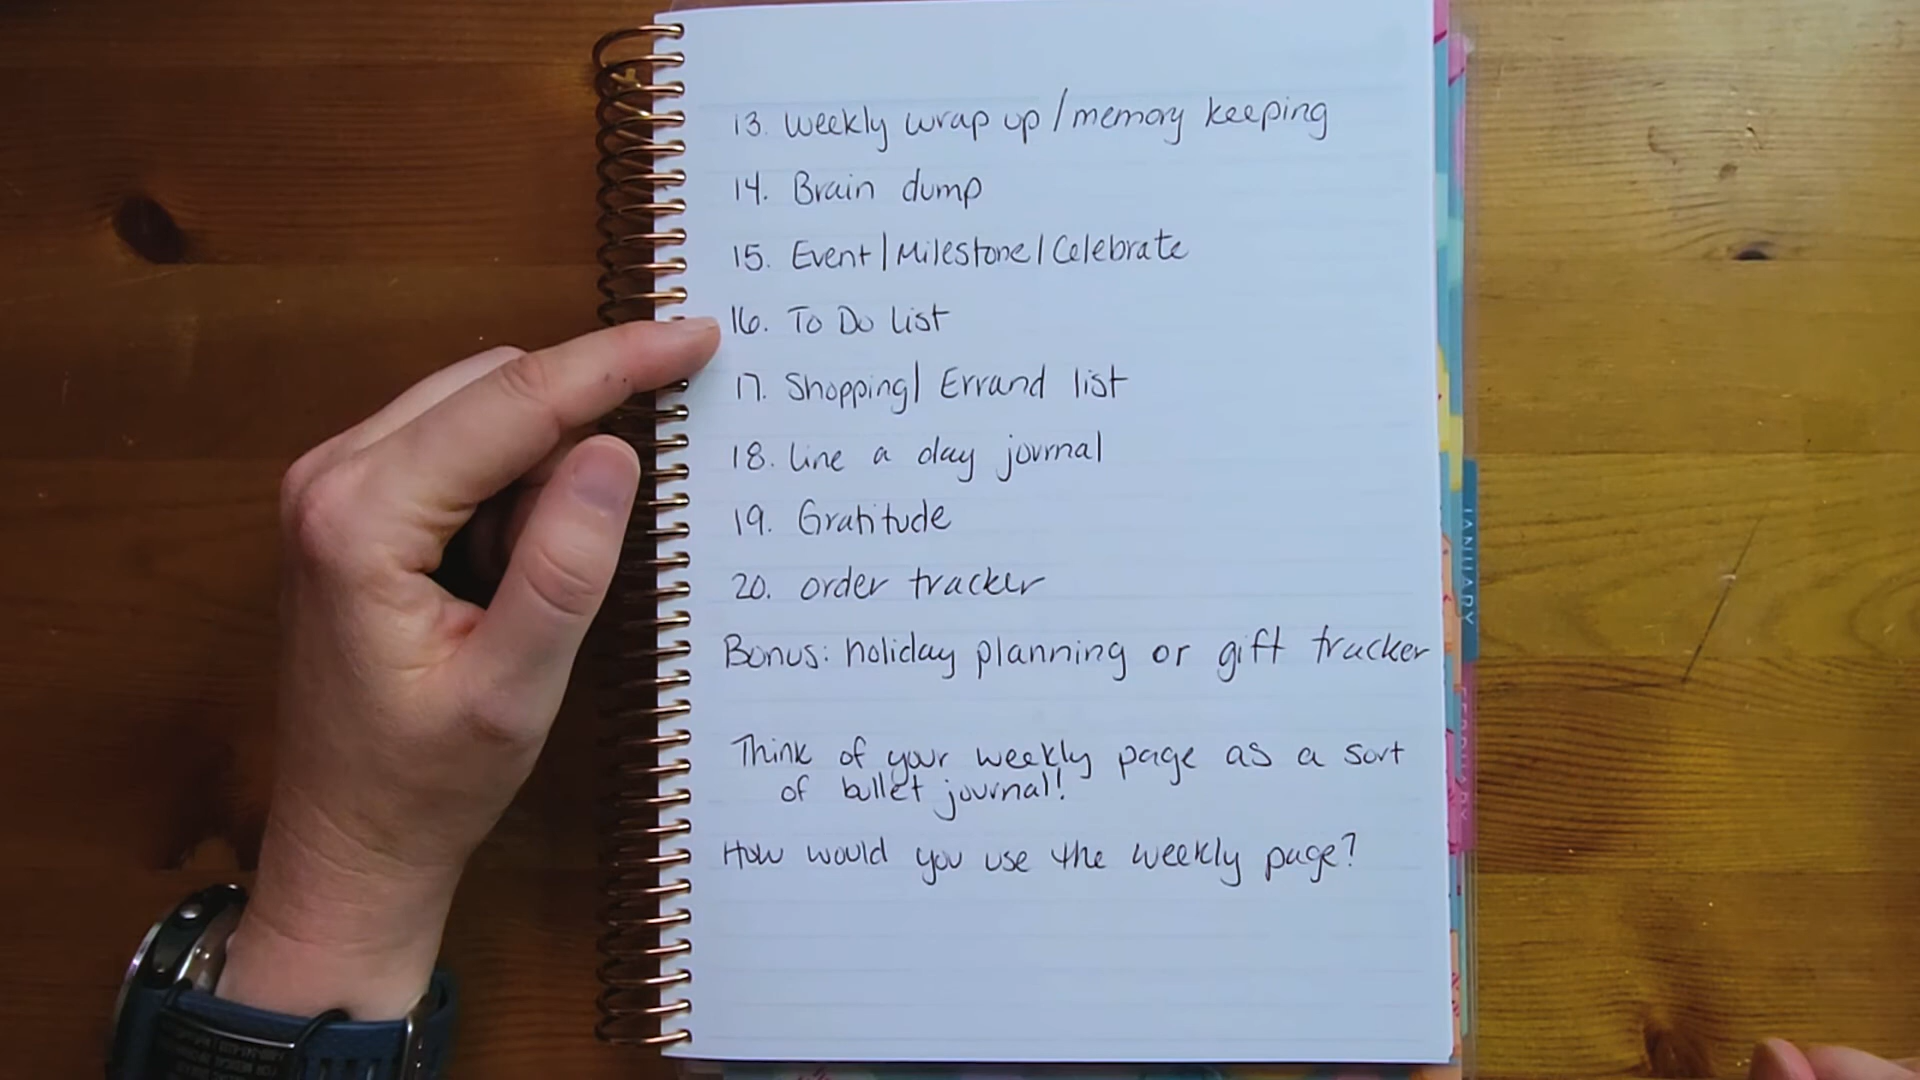 13. Weekly wrap up / memory keeping
14. Brain dump
15. Event | Milestone | Celebrate
16. To Do list
17. Shopping | Errand list
18. Line a day journal
19. Gratitude
20. order tracker
Bonus: holiday planning or gift tracker
Think of your weekly page as a sort
of bullet journal!
How would you use the weekly page?
JANUARY
FEBRUARY